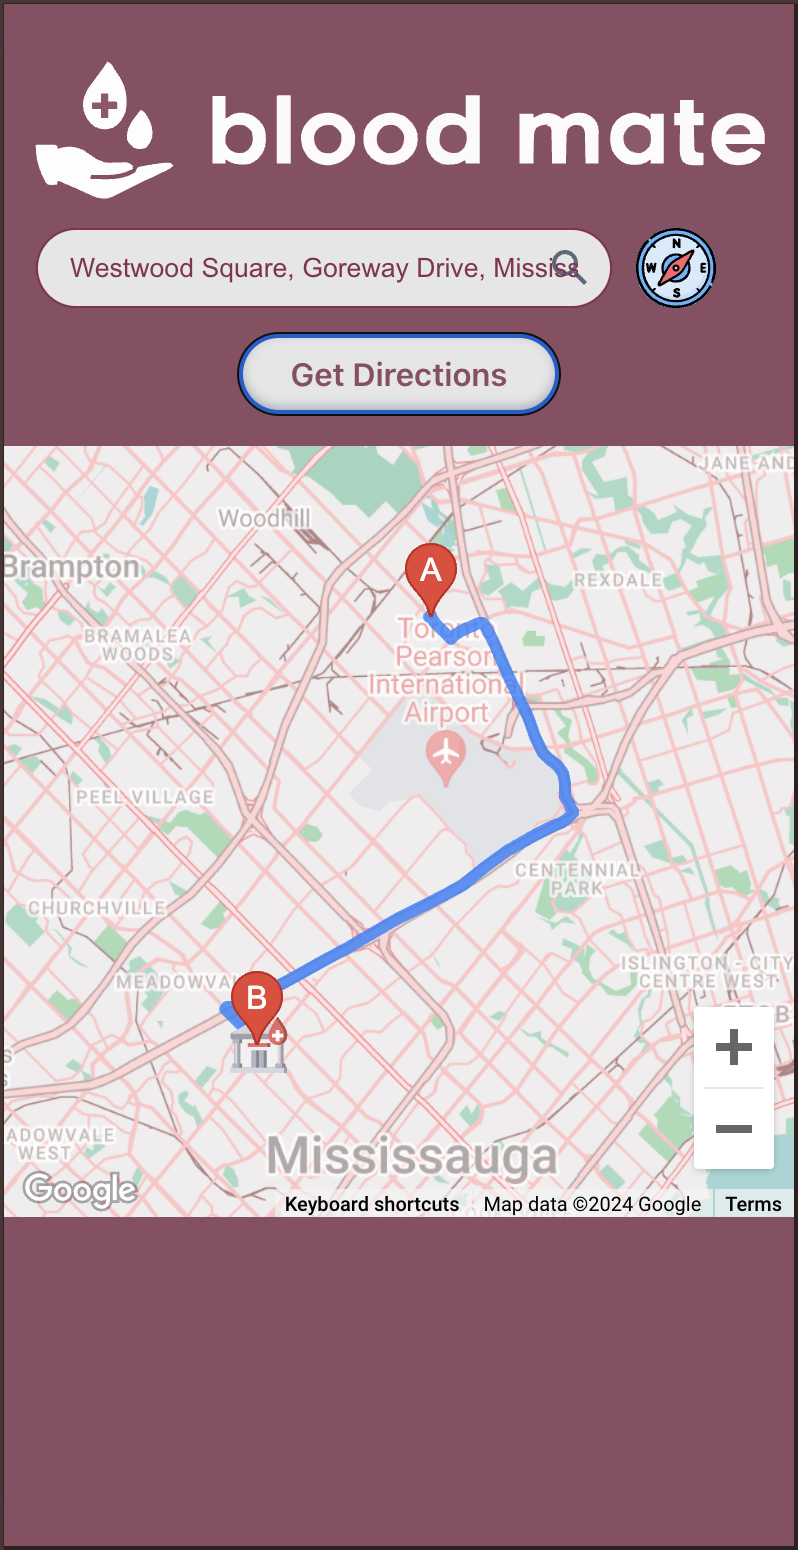 blood mate
Westwood Square, Goreway Drive, Mississ
N
W E
S
Get Directions
JANE AND
Woodhill
Brampton
A
REXDALE
BRAMALEA
WOODS
Toronto
Pearson
International
Airport
PEEL VILLAGE
CENTENNIAL
PARK
CHURCHVILLE
ISLINGTON - CITY
CENTRE WEST
MEADOWVA
B
ADOWVALE
WEST
Mississauga
Google
Keyboard shortcuts
Map data ©2024 Google
Terms